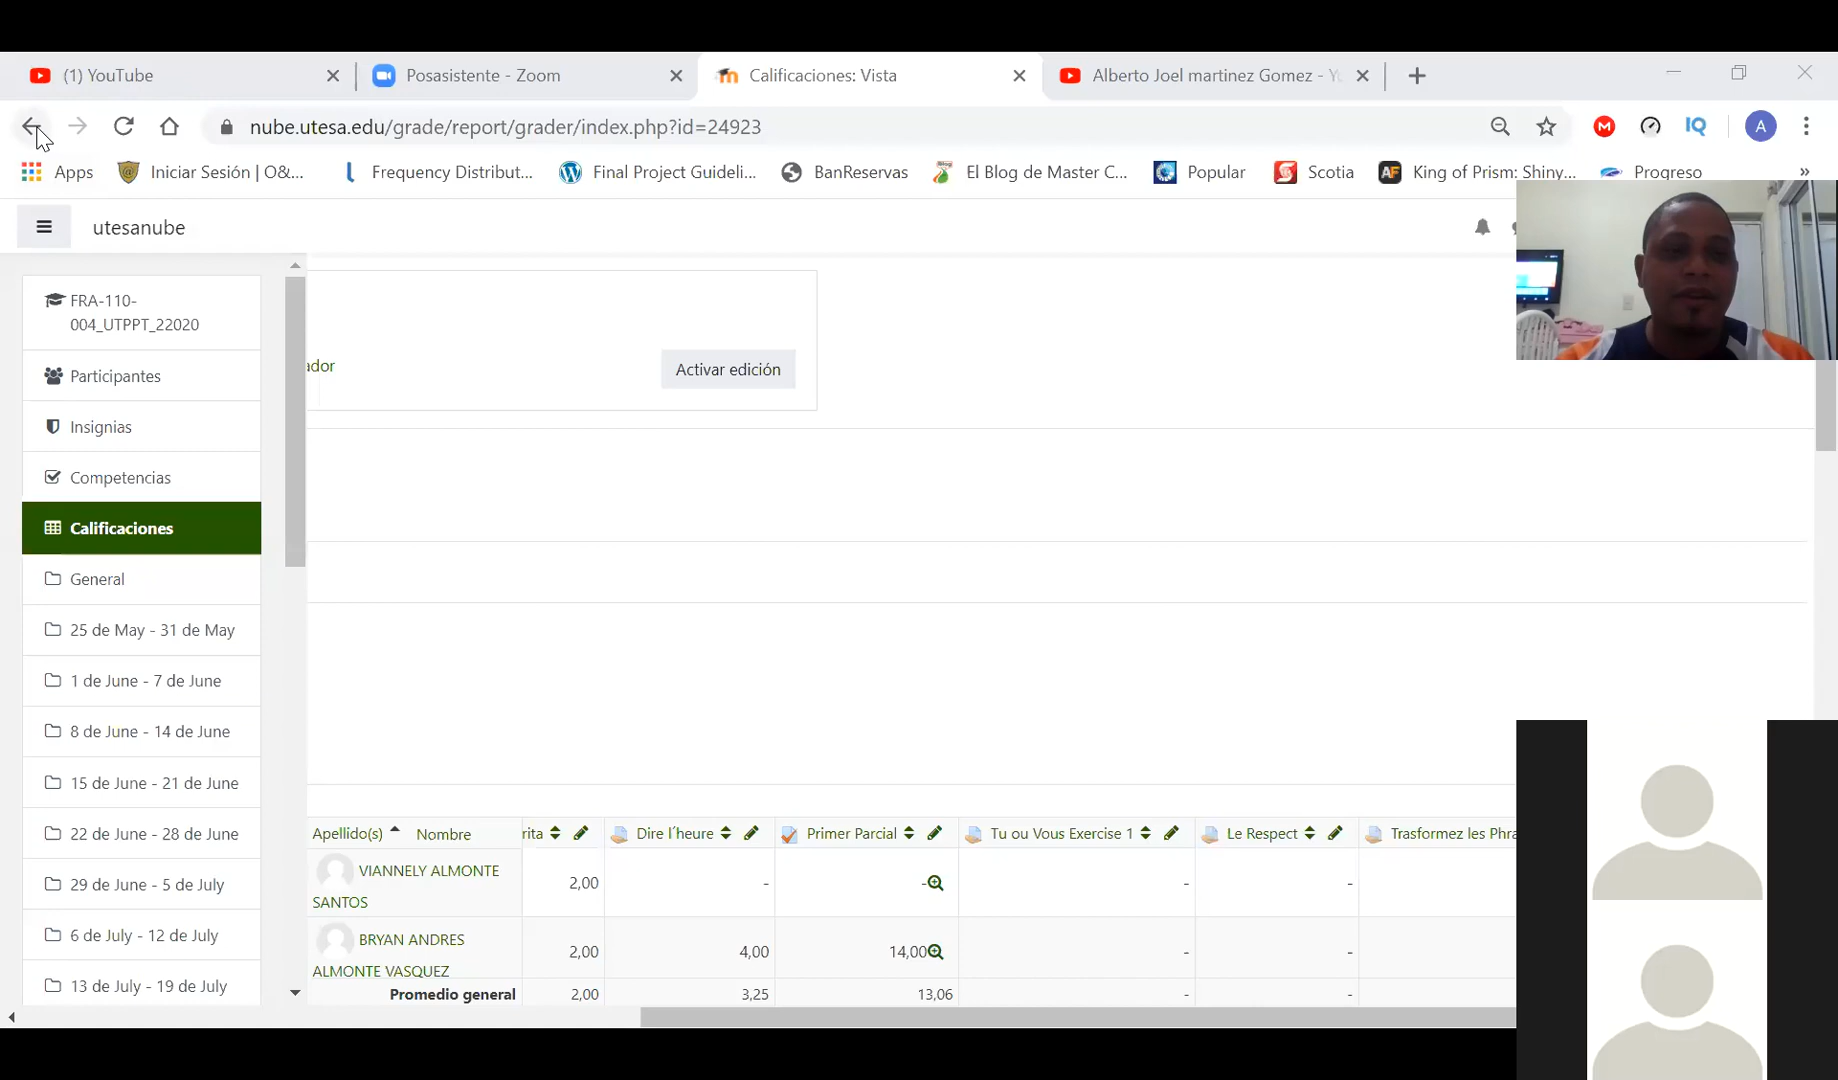 (1) YouTube
Posasistente - Zoom
Calificaciones: Vista
Alberto Joel martinez Gomez - Yo
nube.utesa.edu/grade/report/grader/index.php?id=24923
A
Apps
Iniciar Sesión | O&...
Frequency Distribut...
Final Project Guideli...
BanReservas
El Blog de Master C...
Popular
Scotia
King of Prism: Shiny...
Progreso
»
utesanube
FRA-110-
004_UTPPT_22020
Participantes
Insignias
Competencias
Calificaciones
General
25 de May - 31 de May
1 de June - 7 de June
8 de June - 14 de June
15 de June - 21 de June
22 de June - 28 de June
29 de June - 5 de July
6 de July - 12 de July
13 de July - 19 de July
ador
Activar edición
Apellido(s) Nombre rita Dire l´heure Primer Parcial Tu ou Vous Exercise 1 Le Respect Trasformez les Phra
VIANNELY ALMONTE
SANTOS
2,00 - - - -
BRYAN ANDRES
ALMONTE VASQUEZ
2,00 4,00 14,00 - -
Promedio general 2,00 3,25 13,06 - -